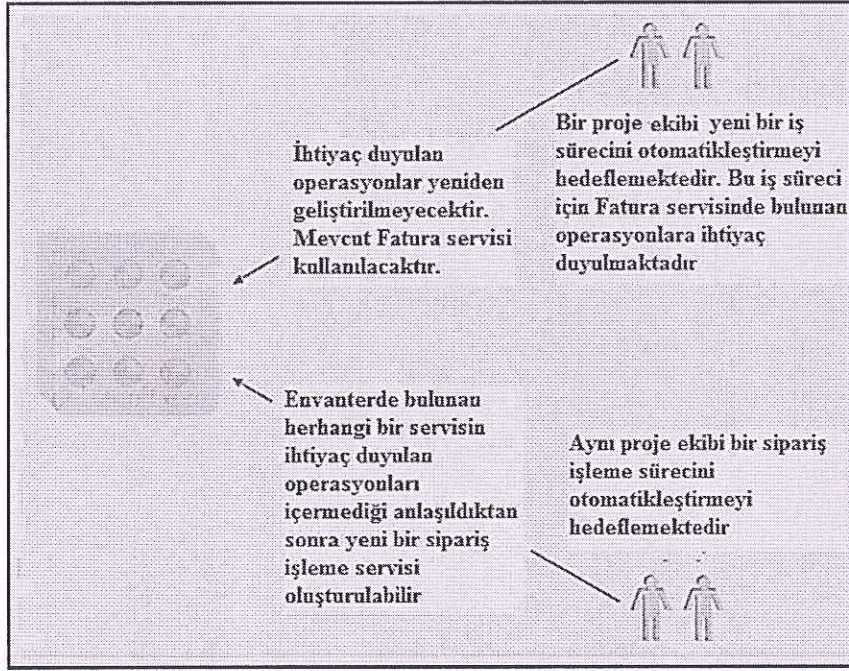 Bir proje ekibi yeni bir iş
sürecini otomatikleştirmeyi
hedeflemektedir. Bu iş süreci
için Fatura servisinde bulunan
operasyonlara ihtiyaç
duyulmaktadır
İhtiyaç duyulan
operasyonlar yeniden
geliştirilmeyecektir.
Mevcut Fatura servisi
kullanılacaktır.
Envanterde bulunan
herhangi bir servisin
ihtiyaç duyulan
operasyonları
içermediği anlaşıldıktan
sonra yeni bir sipariş
işleme servisi
oluşturulabilir
Aynı proje ekibi bir sipariş
işleme sürecini
otomatikleştirmeyi
hedeflemektedir